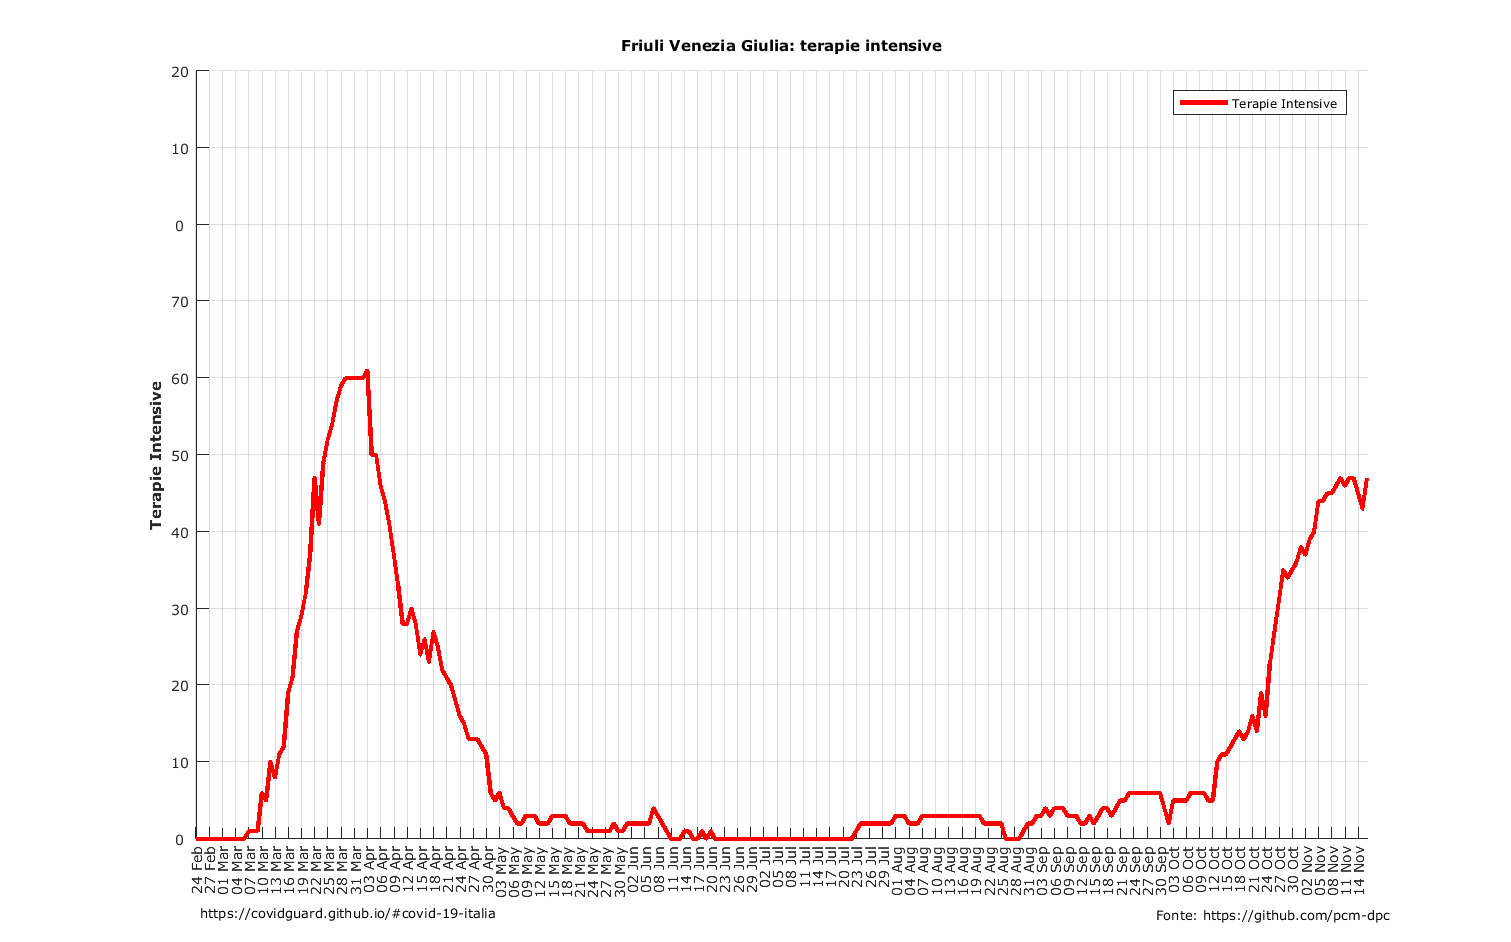 Friuli Venezia Giulia: terapie intensive
Terapie Intensive
20
10
0
70
60
50
40
30
20
10
0
Terapie Intensive
24 Feb
27 Feb
01 Mar
04 Mar
07 Mar
10 Mar
13 Mar
16 Mar
19 Mar
22 Mar
25 Mar
28 Mar
31 Mar
03 Apr
06 Apr
09 Apr
12 Apr
15 Apr
18 Apr
21 Apr
24 Apr
27 Apr
30 Apr
03 May
06 May
09 May
12 May
15 May
18 May
21 May
24 May
27 May
30 May
02 Jun
05 Jun
08 Jun
11 Jun
14 Jun
17 Jun
20 Jun
23 Jun
26 Jun
29 Jun
02 Jul
05 Jul
08 Jul
11 Jul
14 Jul
17 Jul
20 Jul
23 Jul
26 Jul
29 Jul
01 Aug
04 Aug
07 Aug
10 Aug
13 Aug
16 Aug
19 Aug
22 Aug
25 Aug
28 Aug
31 Aug
03 Sep
06 Sep
09 Sep
12 Sep
15 Sep
18 Sep
21 Sep
24 Sep
27 Sep
30 Sep
03 Oct
06 Oct
09 Oct
12 Oct
15 Oct
18 Oct
21 Oct
24 Oct
27 Oct
30 Oct
02 Nov
05 Nov
08 Nov
11 Nov
14 Nov
https://covidguard.github.io/#covid-19-italia
Fonte: https://github.com/pcm-dpc